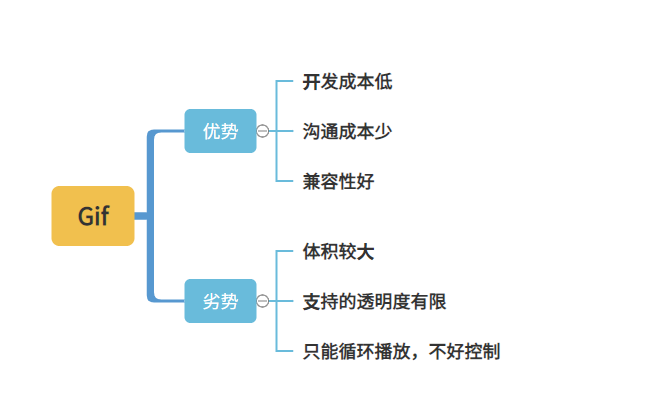 Gif
优势
开发成本低
沟通成本少
兼容性好
劣势
体积较大
支持的透明度有限
只能循环播放，不好控制